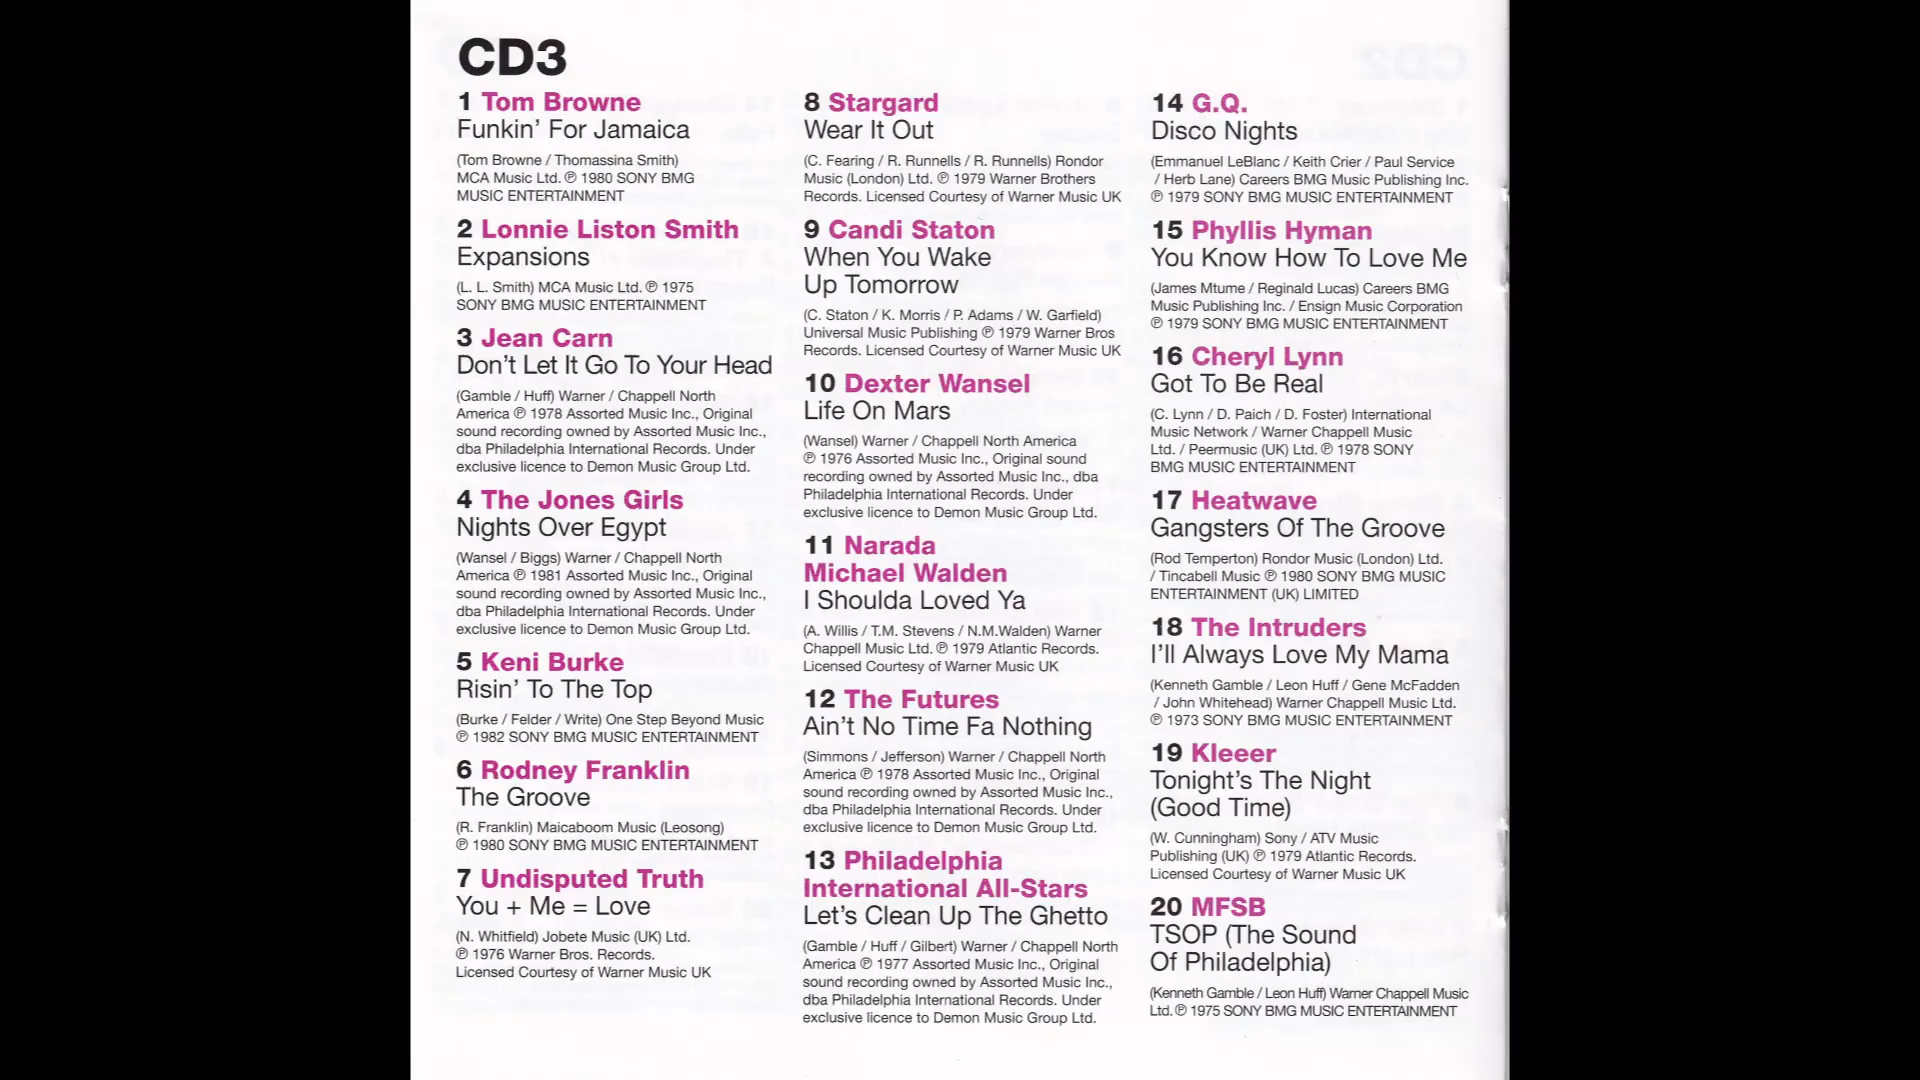 CD3
1 Tom Browne
Funkin’ For Jamaica
(Tom Browne / Thomassina Smith)
MCA Music Ltd. ℗ 1980 SONY BMG
MUSIC ENTERTAINMENT
2 Lonnie Liston Smith
Expansions
(L. L. Smith) MCA Music Ltd. ℗ 1975
SONY BMG MUSIC ENTERTAINMENT
3 Jean Carn
Don’t Let It Go To Your Head
(Gamble / Huff) Warner / Chappell North
America ℗ 1978 Assorted Music Inc., Original
sound recording owned by Assorted Music Inc.,
dba Philadelphia International Records. Under
exclusive licence to Demon Music Group Ltd.
4 The Jones Girls
Nights Over Egypt
(Wansel / Biggs) Warner / Chappell North
America ℗ 1981 Assorted Music Inc., Original
sound recording owned by Assorted Music Inc.,
dba Philadelphia International Records. Under
exclusive licence to Demon Music Group Ltd.
5 Keni Burke
Risin’ To The Top
(Burke / Felder / Write) One Step Beyond Music
℗ 1982 SONY BMG MUSIC ENTERTAINMENT
6 Rodney Franklin
The Groove
(R. Franklin) Maicaboom Music (Leosong)
℗ 1980 SONY BMG MUSIC ENTERTAINMENT
7 Undisputed Truth
You + Me = Love
(N. Whitfield) Jobete Music (UK) Ltd.
℗ 1976 Warner Bros. Records.
Licensed Courtesy of Warner Music UK
8 Stargard
Wear It Out
(C. Fearing / R. Runnells / R. Runnells) Rondor
Music (London) Ltd. ℗ 1979 Warner Brothers
Records. Licensed Courtesy of Warner Music UK
9 Candi Staton
When You Wake
Up Tomorrow
(C. Staton / K. Morris / P. Adams / W. Garfield)
Universal Music Publishing ℗ 1979 Warner Bros
Records. Licensed Courtesy of Warner Music UK
10 Dexter Wansel
Life On Mars
(Wansel) Warner / Chappell North America
℗ 1976 Assorted Music Inc., Original sound
recording owned by Assorted Music Inc., dba
Philadelphia International Records. Under
exclusive licence to Demon Music Group Ltd.
11 Narada
Michael Walden
I Shoulda Loved Ya
(A. Willis / T.M. Stevens / N.M.Walden) Warner
Chappell Music Ltd. ℗ 1979 Atlantic Records.
Licensed Courtesy of Warner Music UK
12 The Futures
Ain’t No Time Fa Nothing
(Simmons / Jefferson) Warner / Chappell North
America ℗ 1978 Assorted Music Inc., Original
sound recording owned by Assorted Music Inc.,
dba Philadelphia International Records. Under
exclusive licence to Demon Music Group Ltd.
13 Philadelphia
International All-Stars
Let’s Clean Up The Ghetto
(Gamble / Huff / Gilbert) Warner / Chappell North
America ℗ 1977 Assorted Music Inc., Original
sound recording owned by Assorted Music Inc.,
dba Philadelphia International Records. Under
exclusive licence to Demon Music Group Ltd.
14 G.Q.
Disco Nights
(Emmanuel LeBlanc / Keith Crier / Paul Service
/ Herb Lane) Careers BMG Music Publishing Inc.
℗ 1979 SONY BMG MUSIC ENTERTAINMENT
15 Phyllis Hyman
You Know How To Love Me
(James Mtume / Reginald Lucas) Careers BMG
Music Publishing Inc. / Ensign Music Corporation
℗ 1979 SONY BMG MUSIC ENTERTAINMENT
16 Cheryl Lynn
Got To Be Real
(C. Lynn / D. Paich / D. Foster) International
Music Network / Warner Chappell Music
Ltd. / Peermusic (UK) Ltd. ℗ 1978 SONY
BMG MUSIC ENTERTAINMENT
17 Heatwave
Gangsters Of The Groove
(Rod Temperton) Rondor Music (London) Ltd.
/ Tincabell Music ℗ 1980 SONY BMG MUSIC
ENTERTAINMENT (UK) LIMITED
18 The Intruders
I’ll Always Love My Mama
(Kenneth Gamble / Leon Huff / Gene McFadden
/ John Whitehead) Warner Chappell Music Ltd.
℗ 1973 SONY BMG MUSIC ENTERTAINMENT
19 Kleeer
Tonight’s The Night
(Good Time)
(W. Cunningham) Sony / ATV Music
Publishing (UK) ℗ 1979 Atlantic Records.
Licensed Courtesy of Warner Music UK
20 MFSB
TSOP (The Sound
Of Philadelphia)
(Kenneth Gamble / Leon Huff) Warner Chappell Music
Ltd. ℗ 1975 SONY BMG MUSIC ENTERTAINMENT